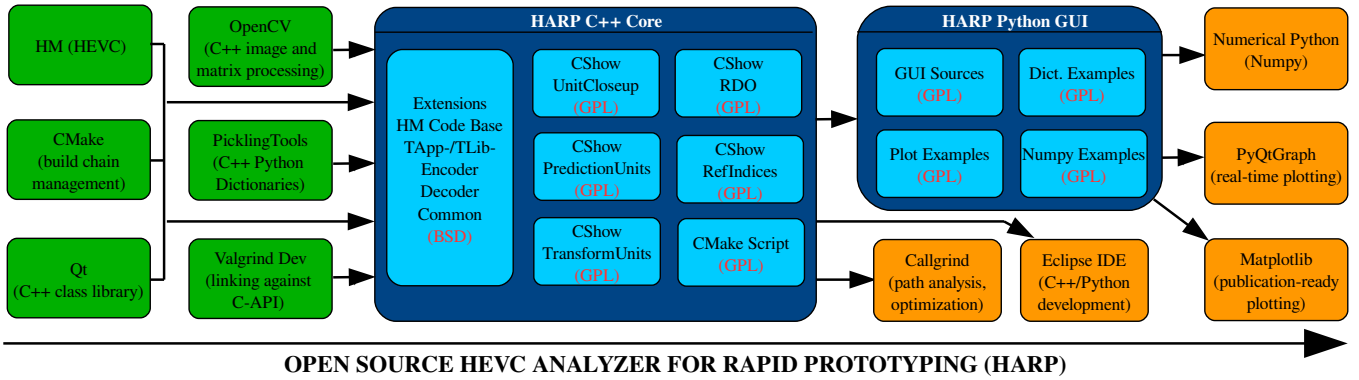 HM (HEVC)
CMake
(build chain
management)
Qt
(C++ class library)
OpenCV
(C++ image and
matrix processing)
PicklingTools
(C++ Python
Dictionaries)
Valgrind Dev
(linking against
C-API)
HARP C++ Core
Extensions
HM Code Base
TApp-/TLib-
Encoder
Decoder
Common
(BSD)
CShow
UnitCloseup
(GPL)
CShow
RDO
(GPL)
CShow
PredictionUnits
(GPL)
CShow
RefIndices
(GPL)
CShow
TransformUnits
(GPL)
CMake Script
(GPL)
HARP Python GUI
GUI Sources
(GPL)
Dict. Examples
(GPL)
Plot Examples
(GPL)
Numpy Examples
(GPL)
Callgrind
(path analysis,
optimization)
Eclipse IDE
(C++/Python
development)
Numerical Python
(Numpy)
PyQtGraph
(real-time plotting)
Matplotlib
(publication-ready
plotting)
OPEN SOURCE HEVC ANALYZER FOR RAPID PROTOTYPING (HARP)